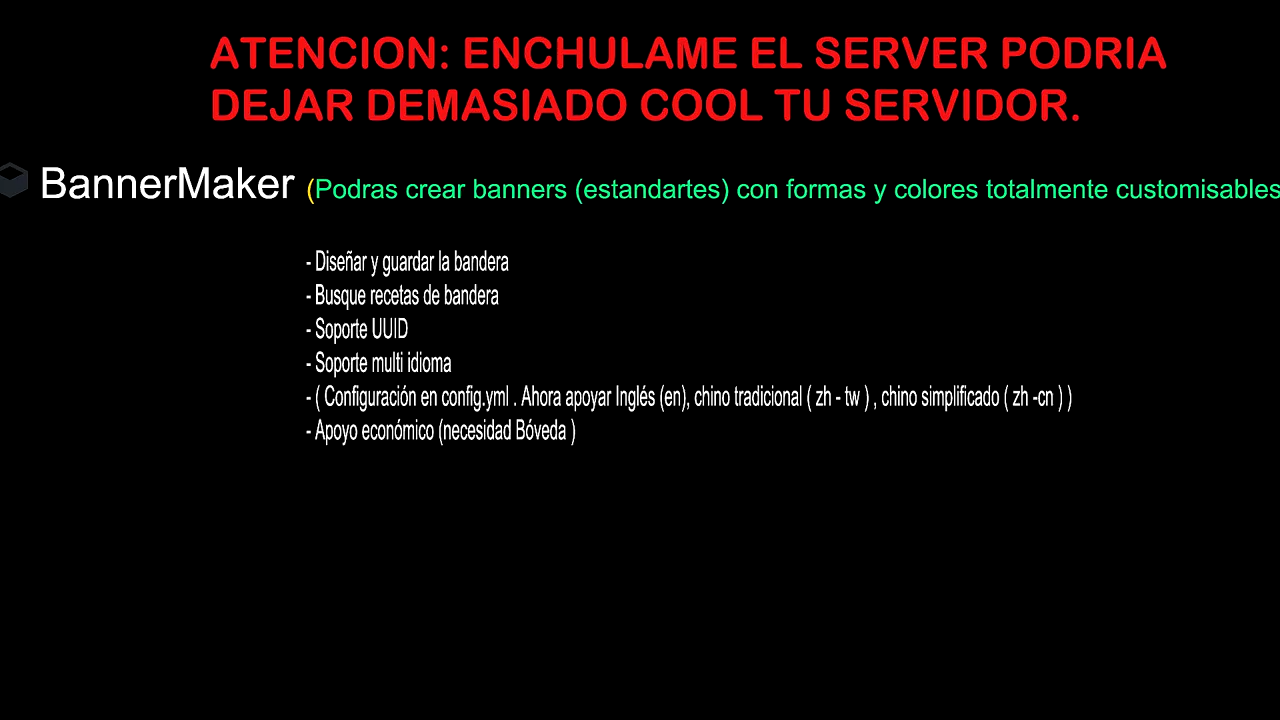 ATENCION: ENCHULAME EL SERVER PODRIA
DEJAR DEMASIADO COOL TU SERVIDOR.
BannerMaker (Podras crear banners (estandartes) con formas y colores totalmente customisables
- Diseñar y guardar la bandera
- Busque recetas de bandera
- Soporte UUID
- Soporte multi idioma
- ( Configuración en config.yml . Ahora apoyar Inglés (en), chino tradicional ( zh - tw ) , chino simplificado ( zh -cn ) )
- Apoyo económico (necesidad Bóveda )